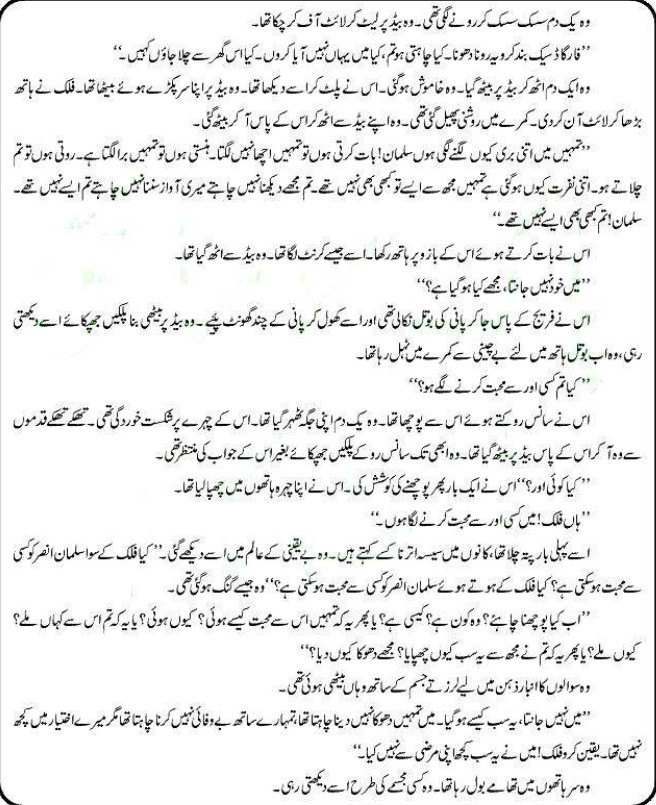 وہ یک دم سسک سسک کر رونے لگی تھی۔ وہ بیڈ پر لیٹ کر لائٹ آف کر چکا تھا۔
’’فار گاڈ سیک بند کرو یہ رونا دھونا۔ کیا چاہتی ہو تم، کیا میں یہاں نہیں آیا کروں۔ کیا اس گھر سے چلا جاؤں کہیں۔‘‘
وہ ایک دم اٹھ کر بیڈ پر بیٹھ گیا۔ وہ خاموش ہو گئی۔ اس نے پلٹ کر اسے دیکھا تھا۔ وہ بیڈ پر اپنا سر پکڑے ہوئے بیٹھا تھا۔ فلک نے ہاتھ
بڑھا کر لائٹ آن کر دی۔ کمرے میں روشنی پھیل گئی تھی۔ وہ اپنے بیڈ سے اٹھ کر اس کے پاس آ کر بیٹھ گئی۔
’’تمہیں میں اتنی بری کیوں لگنے لگی ہوں سلمان! بات کرتی ہوں تو تمہیں اچھا نہیں لگتا۔ ہنستی ہوں تو تمہیں برا لگتا ہے۔ روتی ہوں تو تم
چلاتے ہو۔ اتنی نفرت کیوں ہو گئی ہے تمہیں مجھ سے ایسے تو کبھی بھی نہیں تھے۔ تم مجھے دیکھنا نہیں چاہتے میری آواز سننا نہیں چاہتے تم ایسے نہیں تھے۔
سلمان! تم کبھی بھی ایسے نہیں تھے۔‘‘
اس نے بات کرتے ہوئے اس کے بازو پر ہاتھ رکھا۔ اسے جیسے کرنٹ لگا تھا۔ وہ بیڈ سے اٹھ گیا تھا۔
’’میں خود نہیں جانتا، مجھے کیا ہو گیا ہے؟‘‘
اس نے فریج کے پاس جا کر پانی کی بوتل نکالی تھی اور اسے کھول کر پانی کے چند گھونٹ پیئے۔ وہ بیڈ پر بیٹھی بنا پلکیں جھپکائے اسے دیکھتی
رہی، وہ اب بوتل ہاتھ میں لئے بے چینی سے کمرے میں ٹہل رہا تھا۔
’’کیا تم کسی اور سے محبت کرنے لگے ہو؟‘‘
اس نے سانس روکتے ہوئے اس سے پوچھا تھا۔ وہ یک دم اپنی جگہ ٹھہر گیا تھا۔ اس کے چہرے پر شکست خوردگی تھی۔ تھکے تھکے قدموں
سے وہ آ کر اس کے پاس بیڈ پر بیٹھ گیا تھا۔ وہ ابھی تک سانس روکے پلکیں جھپکائے بغیر اس کے جواب کی منتظر تھی۔
’’کیا کوئی اور؟‘‘ اس نے ایک بار پھر پوچھنے کی کوشش کی۔ اس نے اپنا چہرہ ہاتھوں میں چھپا لیا تھا۔
’’ہاں فلک! میں کسی اور سے محبت کرنے لگا ہوں۔‘‘
اسے پہلی بار پتہ چلا تھا، کانوں میں سیسہ اترنا کسے کہتے ہیں۔ وہ بے یقینی کے عالم میں اسے دیکھے گئی۔ ’’کیا فلک کے سوا سلمان انصر کو کسی
سے محبت ہو سکتی ہے؟ کیا فلک کے ہوتے ہوئے سلمان انصر کو کسی سے محبت ہو سکتی ہے؟‘‘ وہ جیسے گنگ ہو گئی تھی۔
’’اب کیا پوچھنا چاہئے؟ وہ کون ہے؟ کیسی ہے؟ یا پھر یہ کہ تمہیں اس سے محبت کیسے ہوئی؟ کیوں ہوئی؟ یا یہ کہ تم اس سے کہاں ملے؟
کیوں ملے؟ یا پھر یہ کہ تم نے مجھ سے یہ سب کیوں چھپایا؟ مجھے دھوکا کیوں دیا؟‘‘
وہ سوالوں کا انبار ذہن میں لیے لرزتے جسم کے ساتھ وہاں بیٹھی ہوئی تھی۔
’’میں نہیں جانتا، یہ سب کیسے ہو گیا۔ میں تمہیں دھوکا نہیں دینا چاہتا تھا، تمہارے ساتھ بے وفائی نہیں کرنا چاہتا تھا مگر میرے اختیار میں کچھ
نہیں تھا۔ یقین کرو فلک! میں نے یہ سب کچھ اپنی مرضی سے نہیں کیا۔‘‘
وہ سر ہاتھوں میں تھامے بول رہا تھا۔ وہ کسی مجسمے کی طرح اسے دیکھتی رہی۔